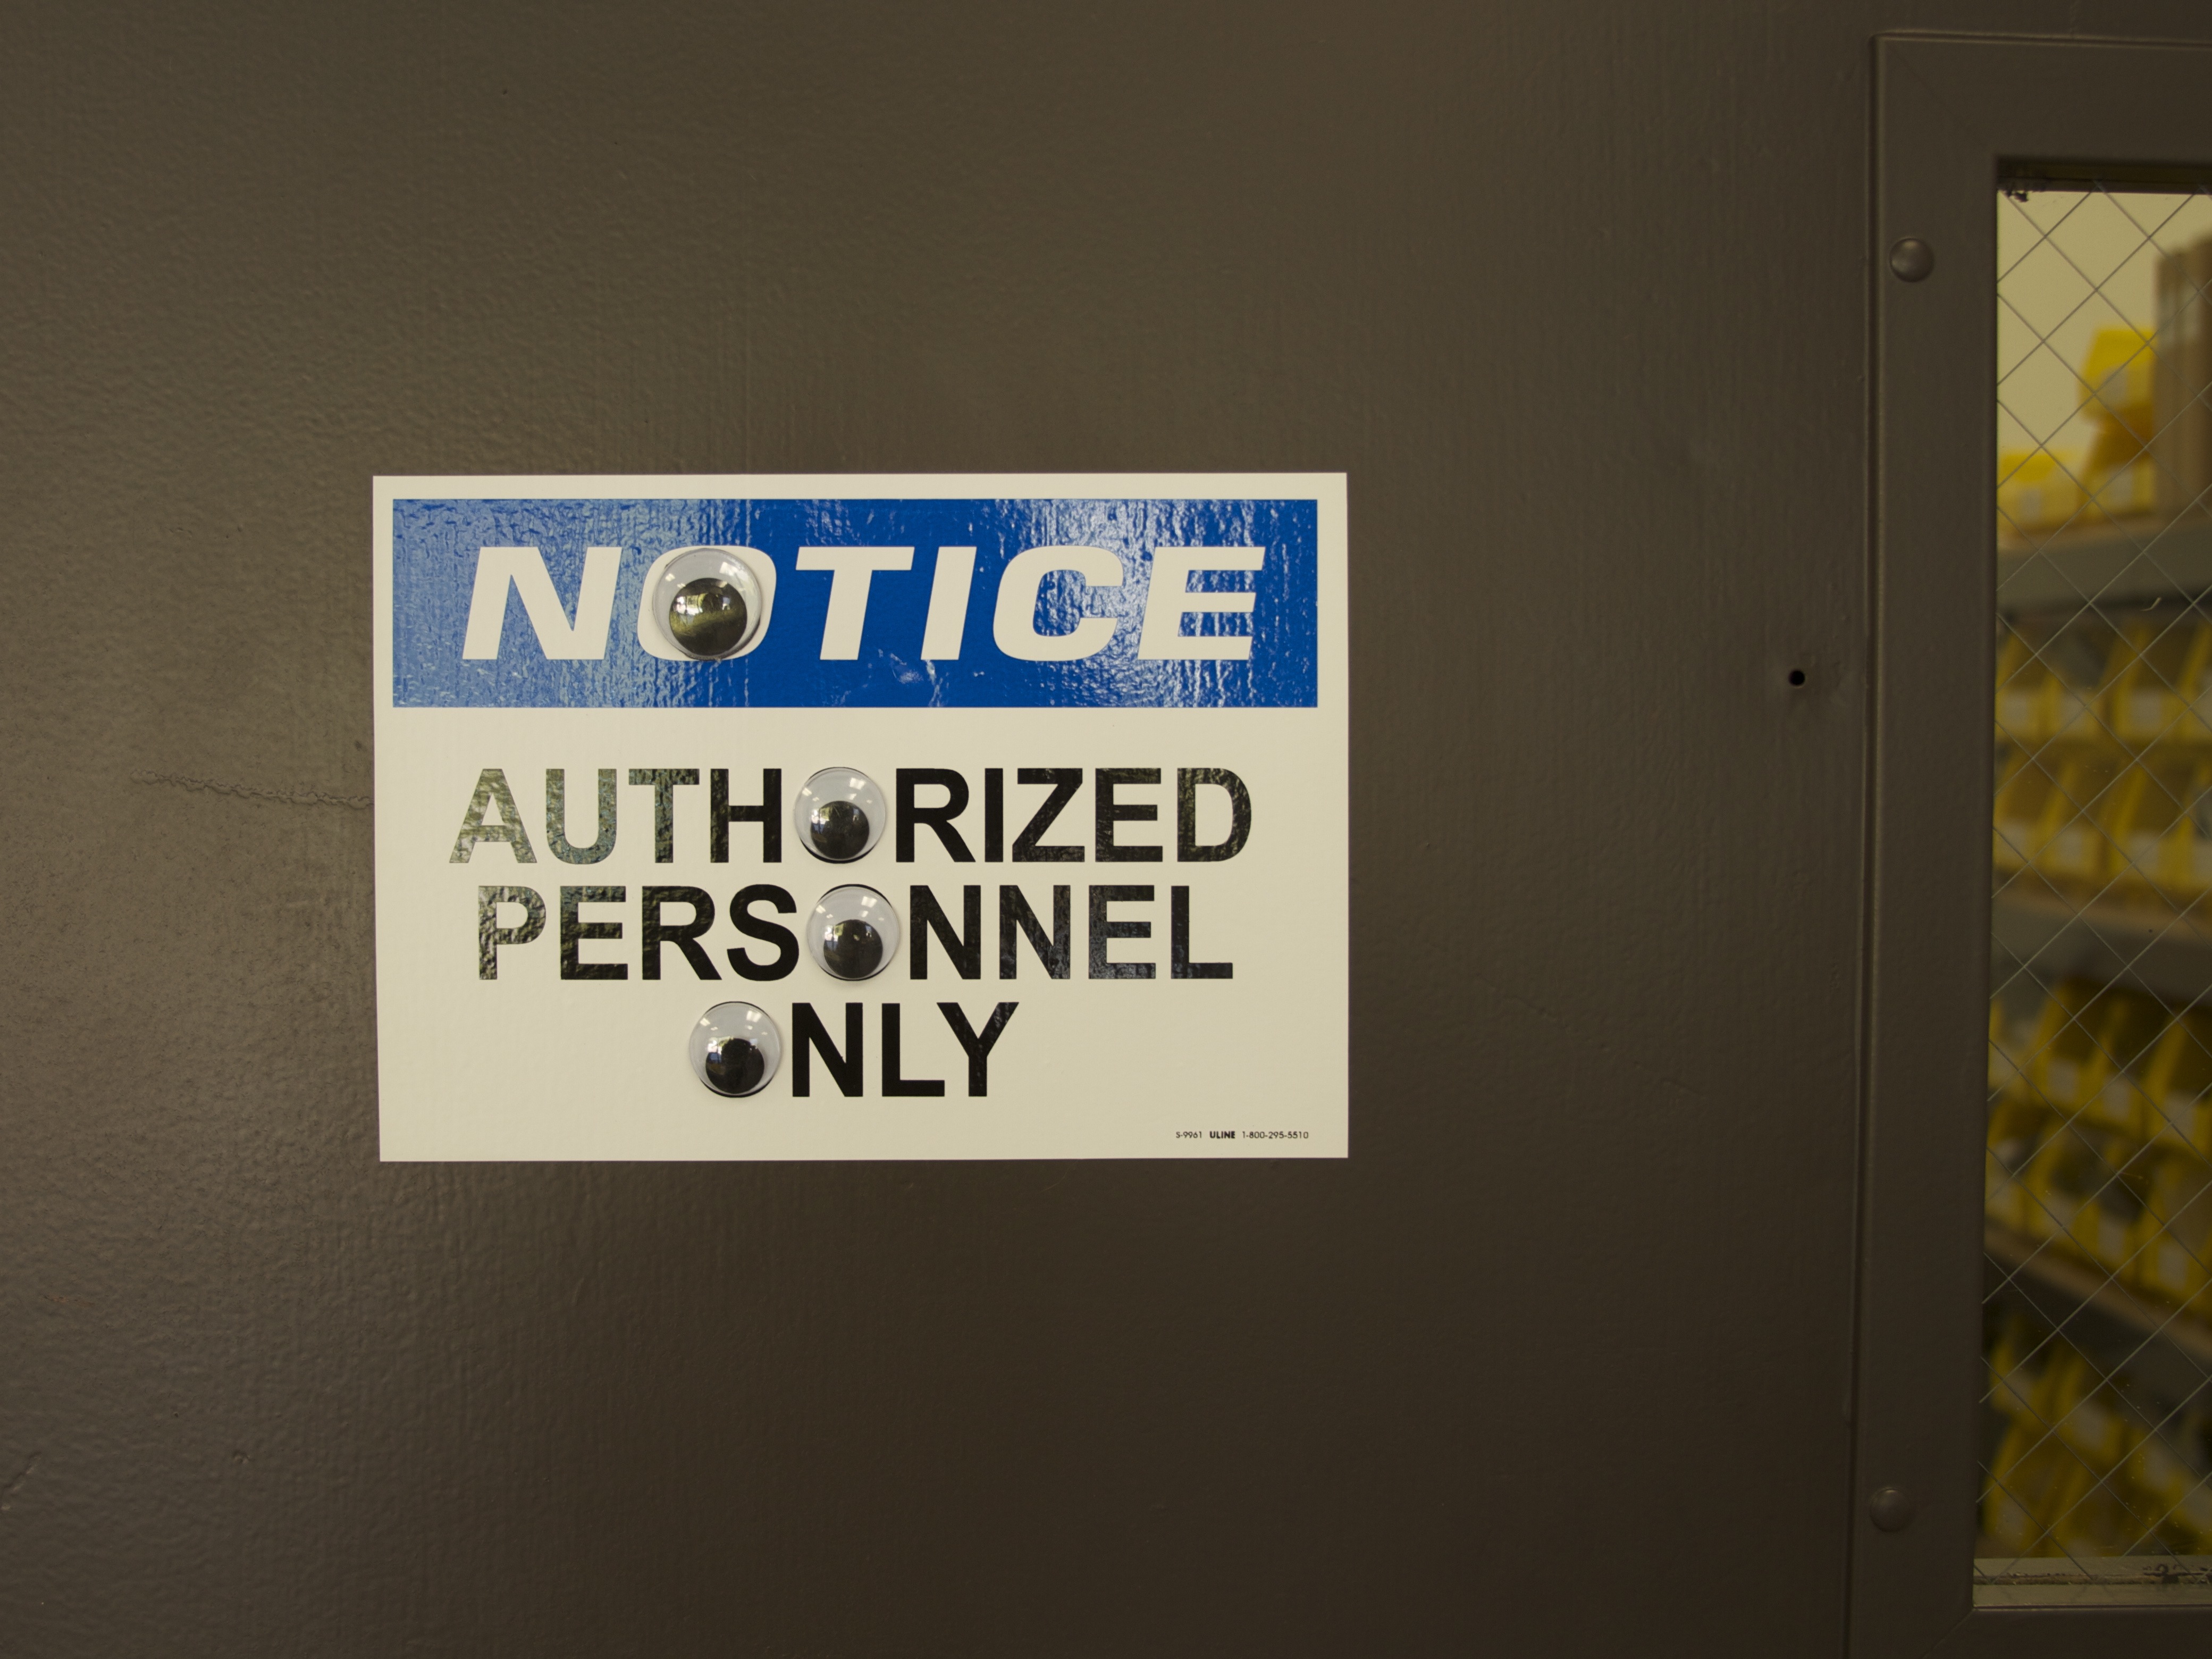 NOTICE
AUTHORIZED
PERSONNEL
ONLY
S-9961 ULINE 1-800-295-5510